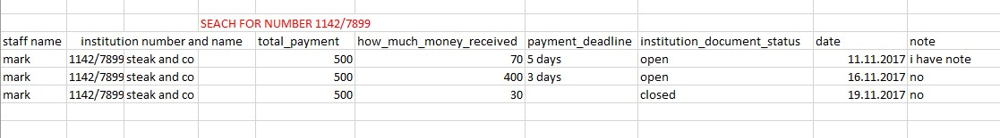 SEACH FOR NUMBER 1142/7899
staff name institution number and name total_payment how_much_money_received payment_deadline institution_document_status date note
mark 1142/7899 steak and co 500 70 5 days open 11.11.2017 i have note
mark 1142/7899 steak and co 500 400 3 days open 16.11.2017 no
mark 1142/7899 steak and co 500 30 closed 19.11.2017 no